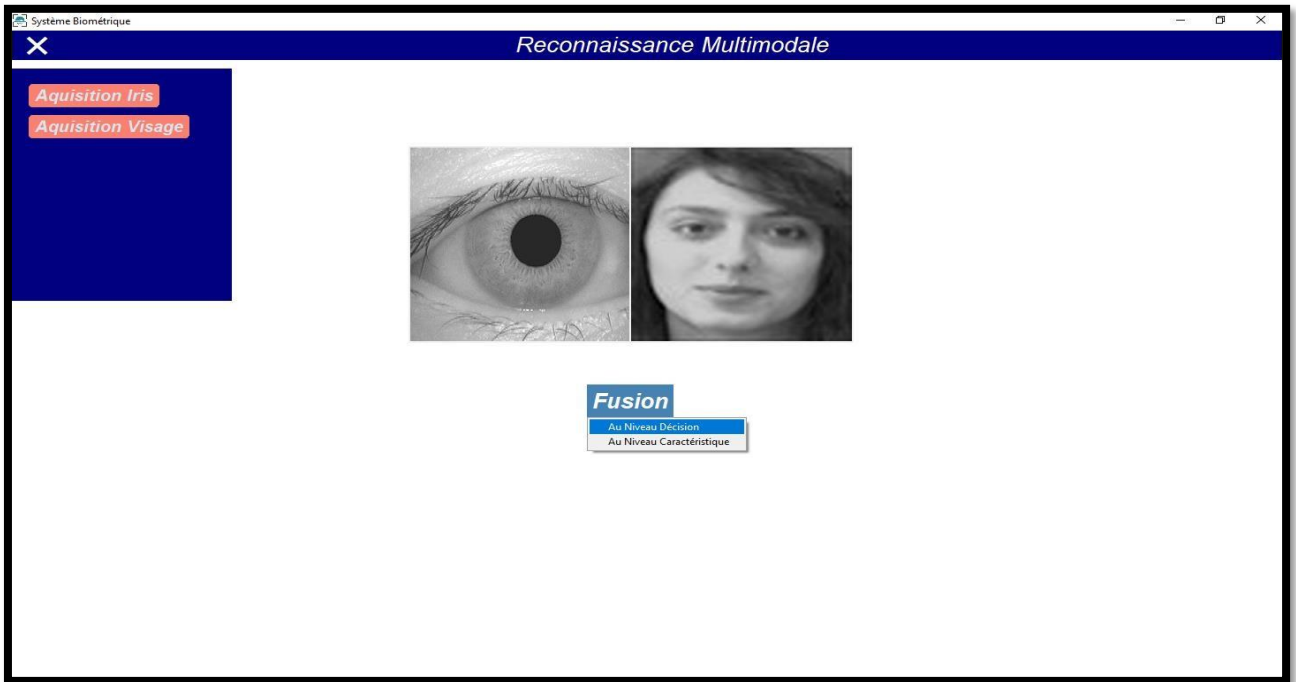 Système Biométrique
Reconnaissance Multimodale
Aquisition Iris
Aquisition Visage
Fusion
Au Niveau Décision
Au Niveau Caractéristique